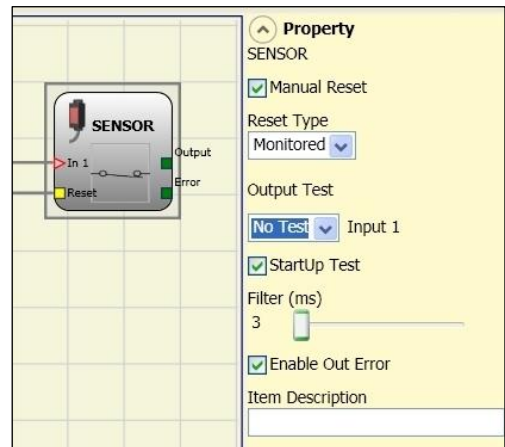 SENSOR
In 1
Reset
Output
Error
Property
SENSOR
Manual Reset
Reset Type
Monitored
Output Test
No Test Input 1
StartUp Test
Filter (ms)
3
Enable Out Error
Item Description